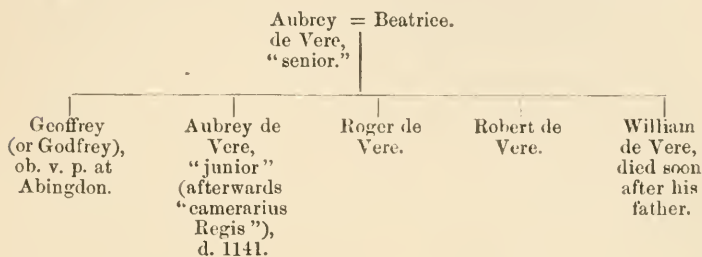 Aubrey = Beatrice.
de Vere,
“senior.”
Geoffrey
(or Godfrey),
ob. v. p. at
Abingdon.
Aubrey de
Vere,
“junior”
(afterwards
“camerarius
Regis”),
d. 1141.
Roger de
Vere.
Robert de
Vere.
William
de Vere,
died soon
after his
father.